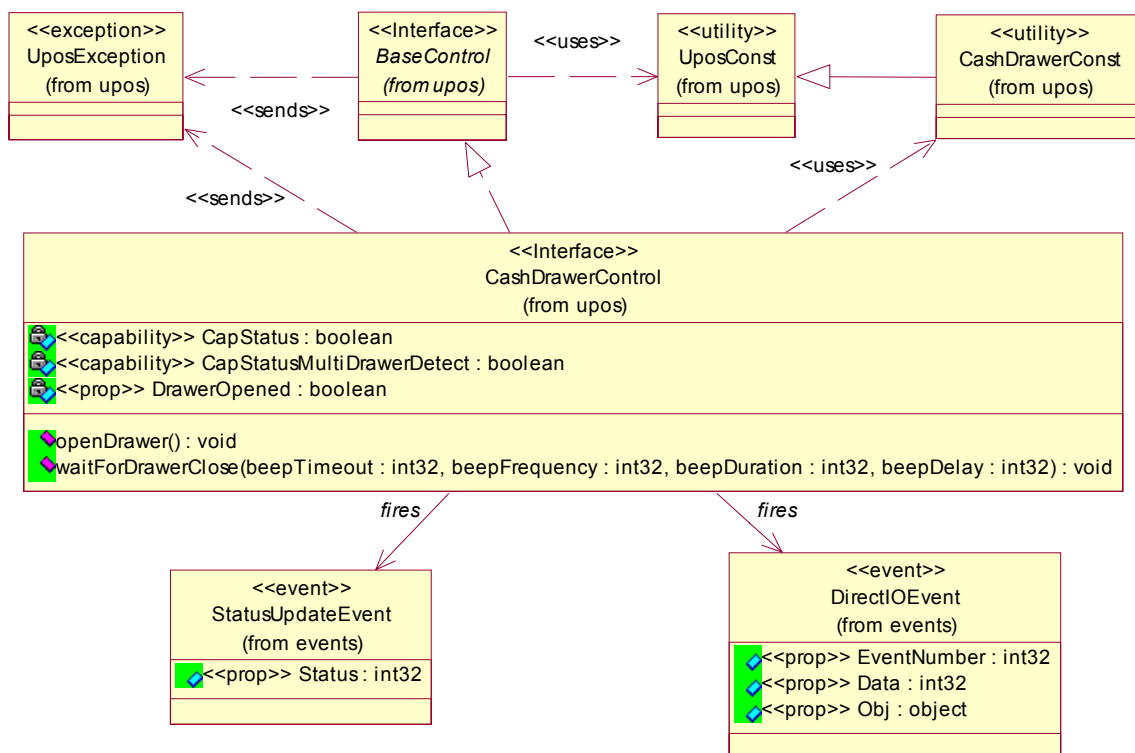 <<exception>>
UposException
(from upos)
<<Interface>>
BaseControl
(from upos)
<<uses>>
<<utility>>
UposConst
(from upos)
<<utility>>
CashDrawerConst
(from upos)
<<sends>>
<<sends>>
<<uses>>
<<Interface>>
CashDrawerControl
(from upos)
<<capability>> CapStatus : boolean
<<capability>> CapStatusMultiDrawerDetect : boolean
<<prop>> DrawerOpened : boolean
openDrawer() : void
waitForDrawerClose(beepTimeout : int32, beepFrequency : int32, beepDuration : int32, beepDelay : int32) : void
fires
fires
<<event>>
StatusUpdateEvent
(from events)
<<prop>> Status : int32
<<event>>
DirectIOEvent
(from events)
<<prop>> EventNumber : int32
<<prop>> Data : int32
<<prop>> Obj : object